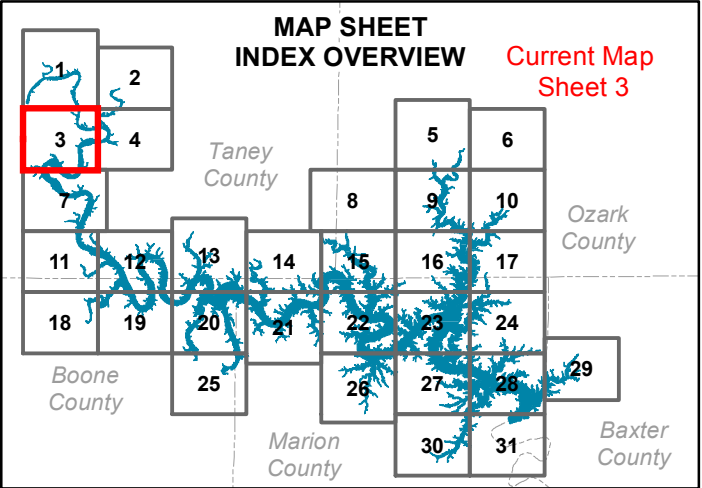 MAP SHEET
INDEX OVERVIEW
Current Map
Sheet 3
1
2
3
4
5
6
Taney
County
7
8
9
10
Ozark
County
11
12
13
14
15
16
17
18
19
20
21
22
23
24
25
26
27
28
29
30
31
Boone
County
Marion
County
Baxter
County